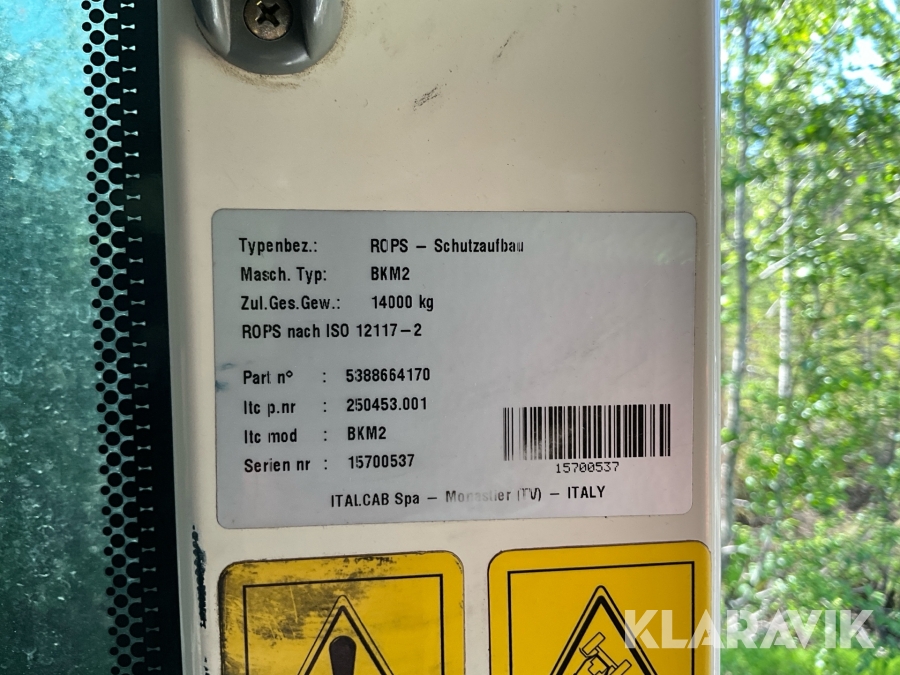 Typenbez.: ROPS – Schutzaufbau
Masch. Typ: BKM2
Zul.Ges.Gew.: 14000 kg
ROPS nach ISO 12117–2
Part n° : 5388664170
Itc p.nr : 250453.001
Itc mod : BKM2
Serien nr : 15700537
15700537
ITALCAB Spa – Monastier (TV) – ITALY
KLARAVIK